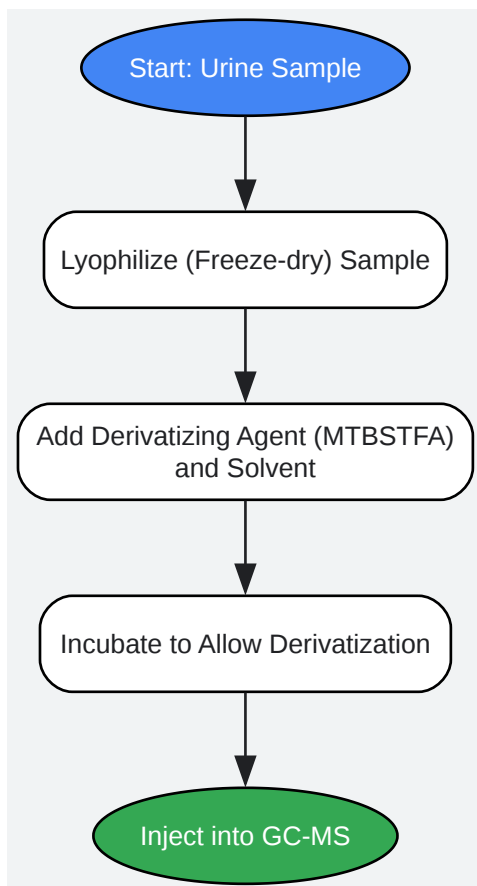 Start: Urine Sample
Lyophilize (Freeze-dry) Sample
Add Derivatizing Agent (MTBSTFA)
and Solvent
Incubate to Allow Derivatization
Inject into GC-MS